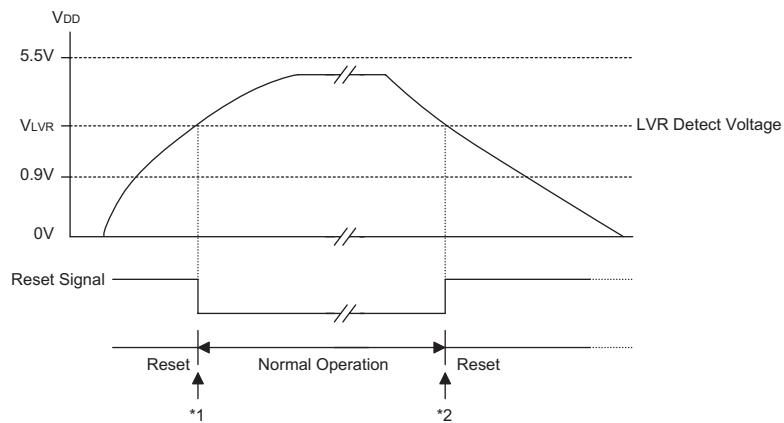 VDD
5.5V
VLVR
LVR Detect Voltage
0.9V
0V
Reset Signal
Reset
Normal Operation
Reset
*1
*2